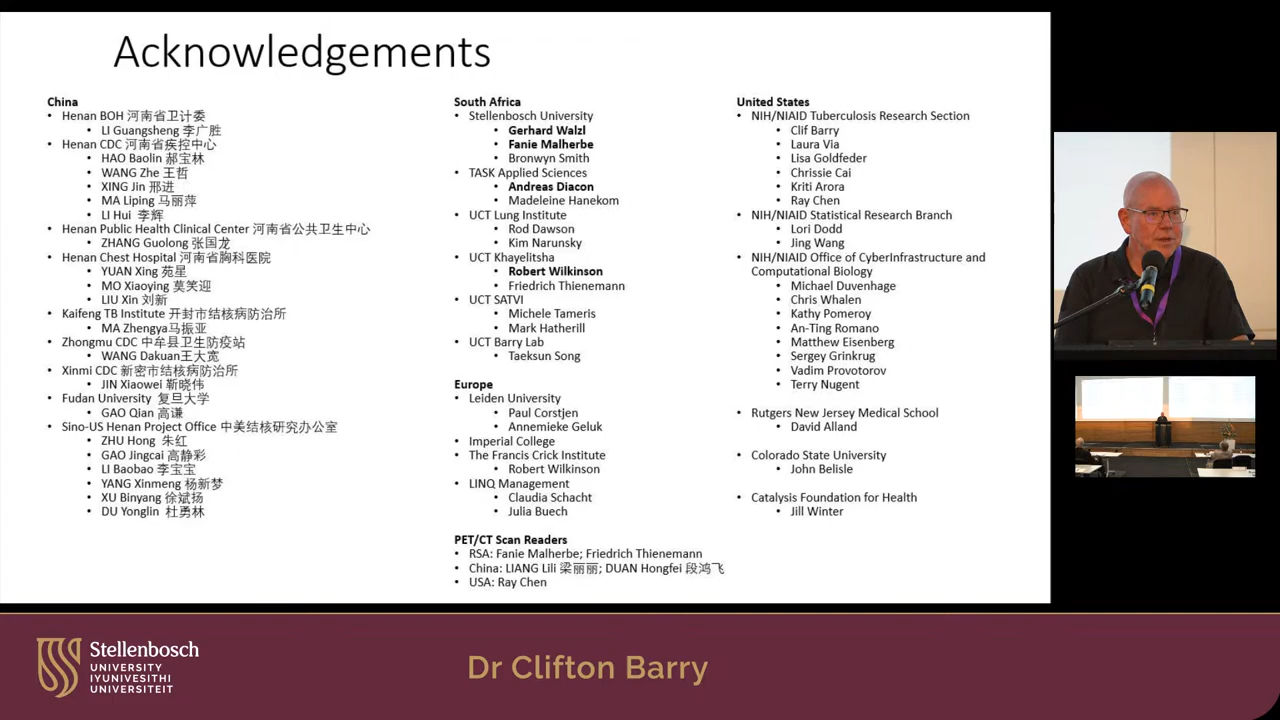 Acknowledgements
China
• Henan BOH 河南省卫计委
• LI Guangsheng 李广胜
• Henan CDC 河南省疾控中心
• HAO Baolin 郝宝林
• WANG Zhe 王哲
• XING Jin 邢进
• MA Liping 马丽萍
• LI Hui 李辉
• Henan Public Health Clinical Center 河南省公共卫生中心
• ZHANG Guolong 张国龙
• Henan Chest Hospital 河南省胸科医院
• YUAN Xing 苑星
• MO Xiaoying 莫笑迎
• LIU Xin 刘新
• Kaifeng TB Institute 开封市结核病防治所
• MA Zhengya马振亚
• Zhongmu CDC 中牟县卫生防疫站
• WANG Dakuan王大宽
• Xinmi CDC 新密市结核病防治所
• JIN Xiaowei 靳晓伟
• Fudan University 复旦大学
• GAO Qian 高谦
• Sino-US Henan Project Office 中美结核研究办公室
• ZHU Hong 朱红
• GAO Jingcai 高静彩
• LI Baobao 李宝宝
• YANG Xinmeng 杨新梦
• XU Binyang 徐斌扬
• DU Yonglin 杜勇林
South Africa
• Stellenbosch University
• Gerhard Walzl
• Fanie Malherbe
• Bronwyn Smith
• TASK Applied Sciences
• Andreas Diacon
• Madeleine Hanekom
• UCT Lung Institute
• Rod Dawson
• Kim Narunsky
• UCT Khayelitsha
• Robert Wilkinson
• Friedrich Thienemann
• UCT SATVI
• Michele Tameris
• Mark Hatherill
• UCT Barry Lab
• Taeksun Song
Europe
• Leiden University
• Paul Corstjen
• Annemieke Geluk
• Imperial College
• The Francis Crick Institute
• Robert Wilkinson
• LINQ Management
• Claudia Schacht
• Julia Buech
PET/CT Scan Readers
• RSA: Fanie Malherbe; Friedrich Thienemann
• China: LIANG Lili 梁丽丽; DUAN Hongfei 段鸿飞
• USA: Ray Chen
United States
• NIH/NIAID Tuberculosis Research Section
• Clif Barry
• Laura Via
• Lisa Goldfeder
• Chrissie Cai
• Kriti Arora
• Ray Chen
• NIH/NIAID Statistical Research Branch
• Lori Dodd
• Jing Wang
• NIH/NIAID Office of CyberInfrastructure and
Computational Biology
• Michael Duvenhage
• Chris Whalen
• Kathy Pomeroy
• An-Ting Romano
• Matthew Eisenberg
• Sergey Grinkrug
• Vadim Provotorov
• Terry Nugent
• Rutgers New Jersey Medical School
• David Alland
• Colorado State University
• John Belisle
• Catalysis Foundation for Health
• Jill Winter
Stellenbosch
UNIVERSITY
IYUNIVESITHI
UNIVERSITEIT
Dr Clifton Barry